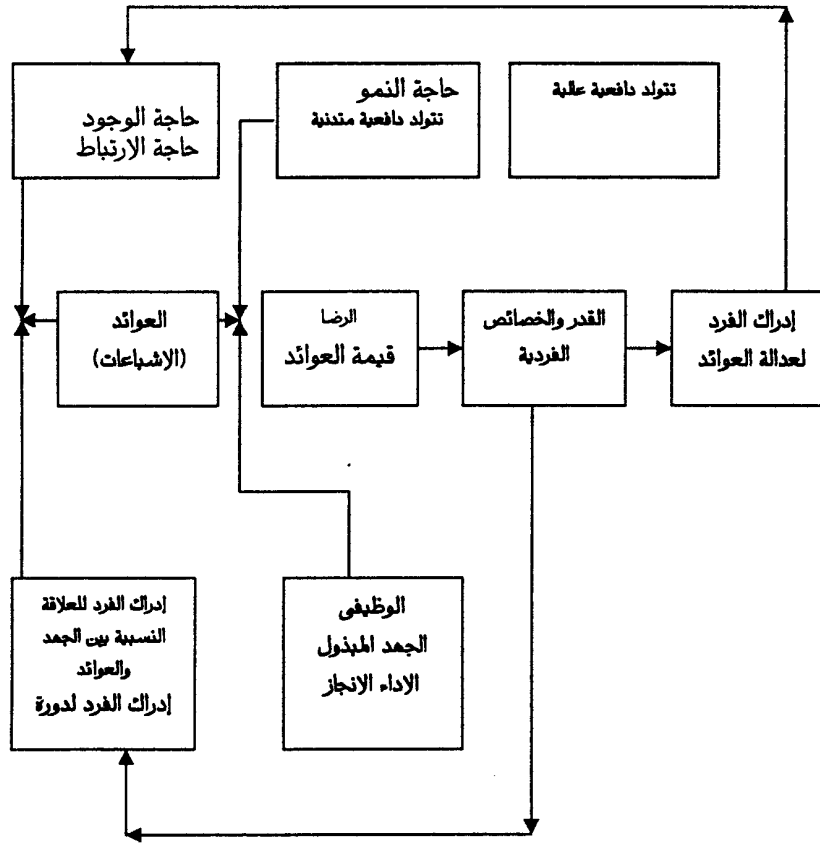 تتولد دافعية عالية
حاجة النمو
تتولد دافعية متدنية
حاجة الوجود
حاجة الارتباط
إدراك الفرد
لعدالة العوائد
القدر والخصائص
الفردية
الرضا
قيمة العوائد
العوائد
(الإشباعات)
الوظيفى
الجهد المبذول
الاداء الانجاز
إدراك الفرد للعلاقة
النسبية بين الجهد
والعوائد
إدراك الفرد لدورة